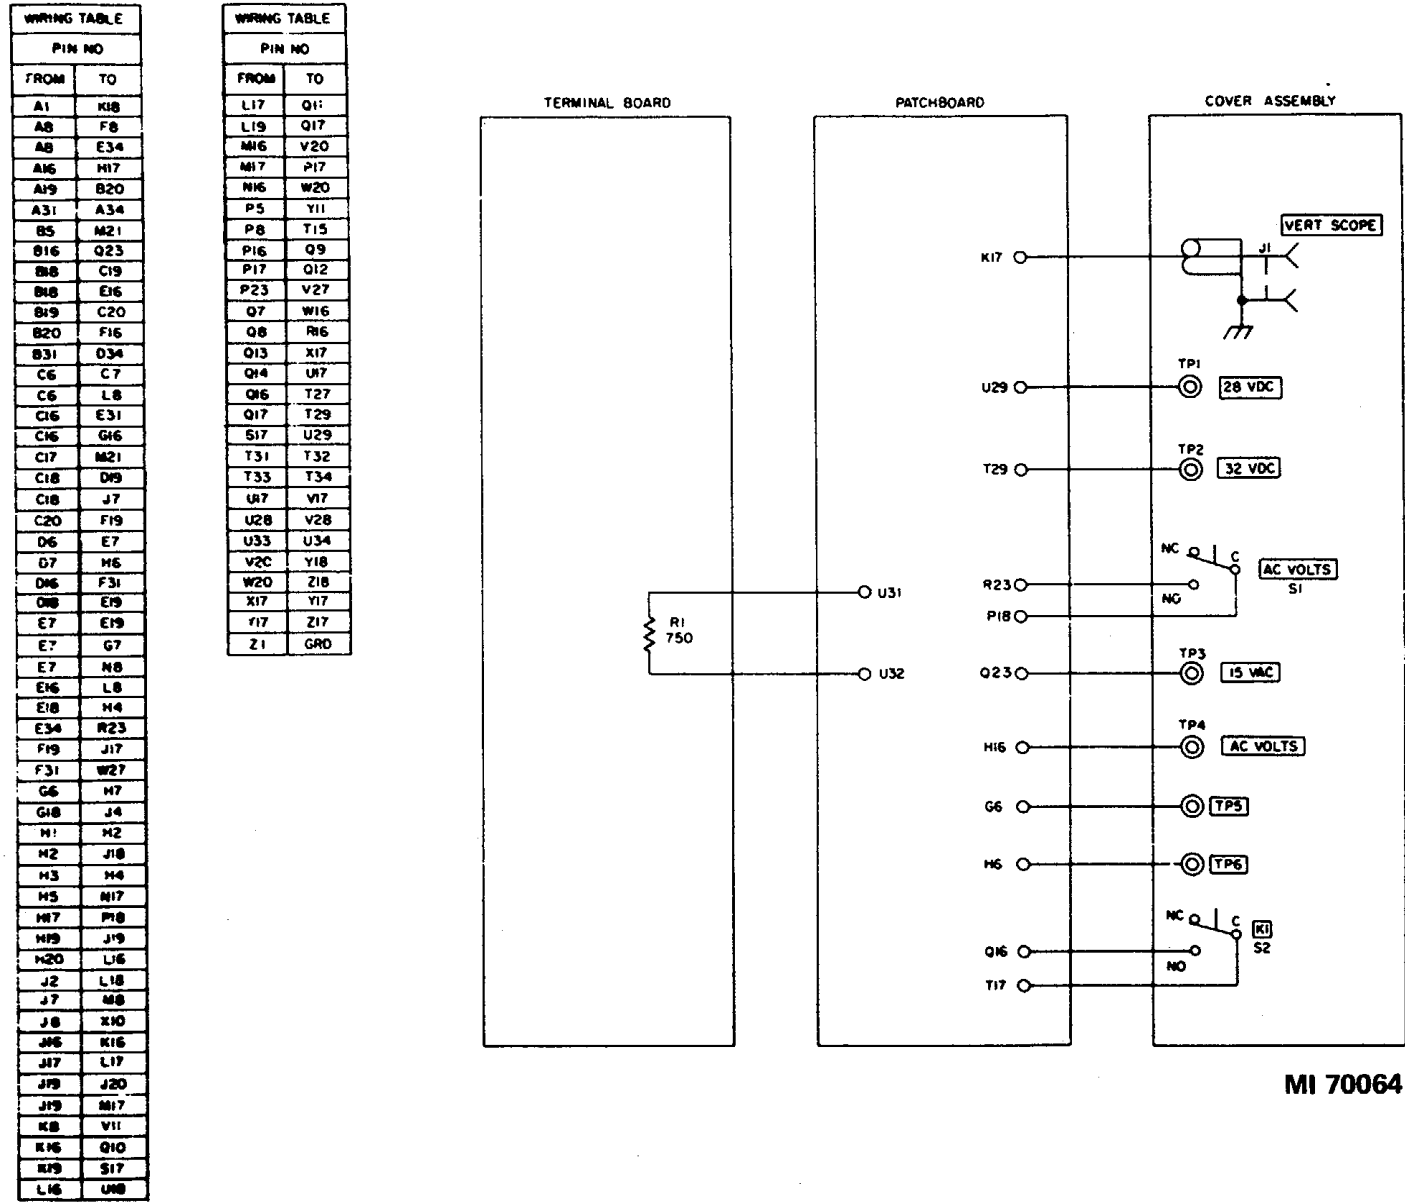 WIRING TABLE
PIN NO
FROM TO
A1 K18
A8 F8
A8 E34
A16 H17
A19 B20
A31 A34
B5 M21
B16 Q23
B18 C19
B18 E16
B19 C20
B20 F16
B31 D34
C6 C7
C6 L8
C16 E31
C16 G16
C17 M21
C18 D19
C18 J7
C20 F19
D6 E7
D7 H6
D16 F31
D18 E19
E7 E19
E7 G7
E7 N8
E16 L8
E18 H4
E34 R23
F19 J17
F31 W27
G6 H7
G18 J4
H1 H2
H2 J18
H3 H4
H5 N17
H17 P18
H19 J19
H20 L16
J2 L18
J7 M8
J8 X10
J16 K16
J17 L17
J19 J20
J19 M17
K8 V11
K16 Q10
K19 S17
L16 U18
WIRING TABLE
PIN NO
FROM TO
L17 Q11
L19 Q17
M16 V20
M17 P17
N16 W20
P5 Y11
P8 T15
P16 Q9
P17 Q12
P23 V27
Q7 W16
Q8 R16
Q13 X17
Q14 U17
Q16 T27
Q17 T29
S17 U29
T31 T32
T33 T34
U17 V17
U28 V28
U33 U34
V20 Y18
W20 Z18
X17 Y17
Y17 Z17
Z1 GRD
TERMINAL BOARD
R1
750
PATCHBOARD
U31
U32
K17
U29
T29
R23
P18
Q23
H16
G6
H6
Q16
T17
COVER ASSEMBLY
VERT SCOPE
J1
TP1
28 VDC
TP2
32 VDC
NC C
AC VOLTS
S1
NO
TP3
15 VAC
TP4
AC VOLTS
TP5
TP6
NC C
K1
S2
NO
MI 70064